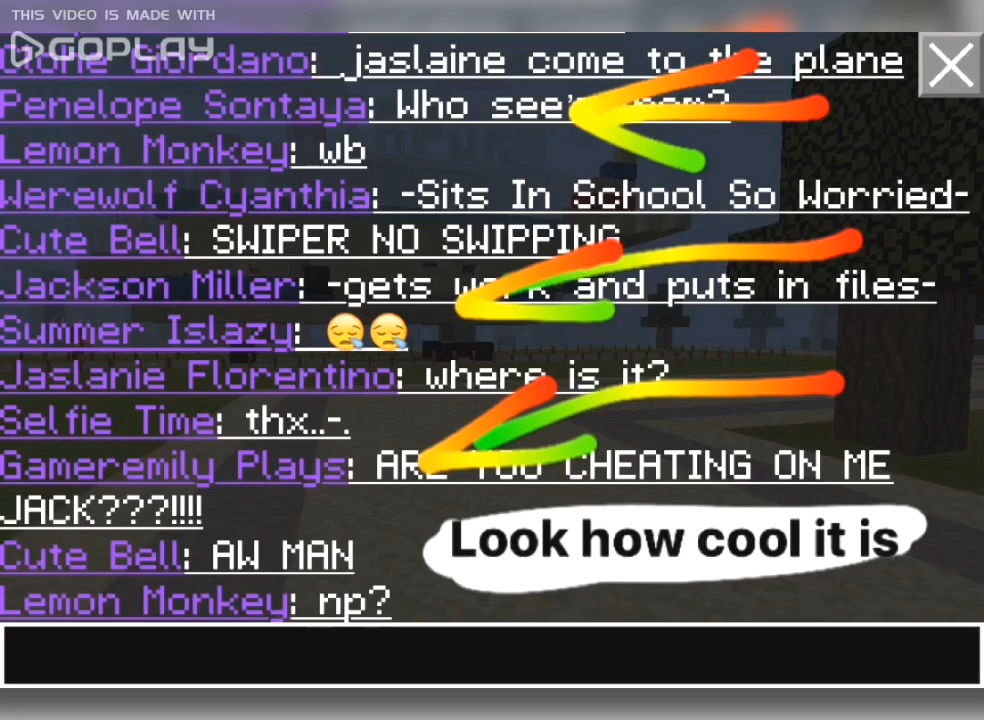 THIS VIDEO IS MADE WITH
GOPLAY
Giordano: jaslaine come to the plane
Penelope Sontaya: Who see's
Lemon Monkey: wb
Werewolf Cyanthia: -Sits In School So Worried-
Cute Bell: SWIPER NO SWIPPING
Jackson Miller: -gets work and puts in files-
Summer Islazy: 😪😪
Jaslanie Florentino: where is it?
Selfie Time: thx..-.
Gameremily Plays: ARE YOU CHEATING ON ME
JACK???!!!!
Cute Bell: AW MAN
Look how cool it is
Lemon Monkey: np?